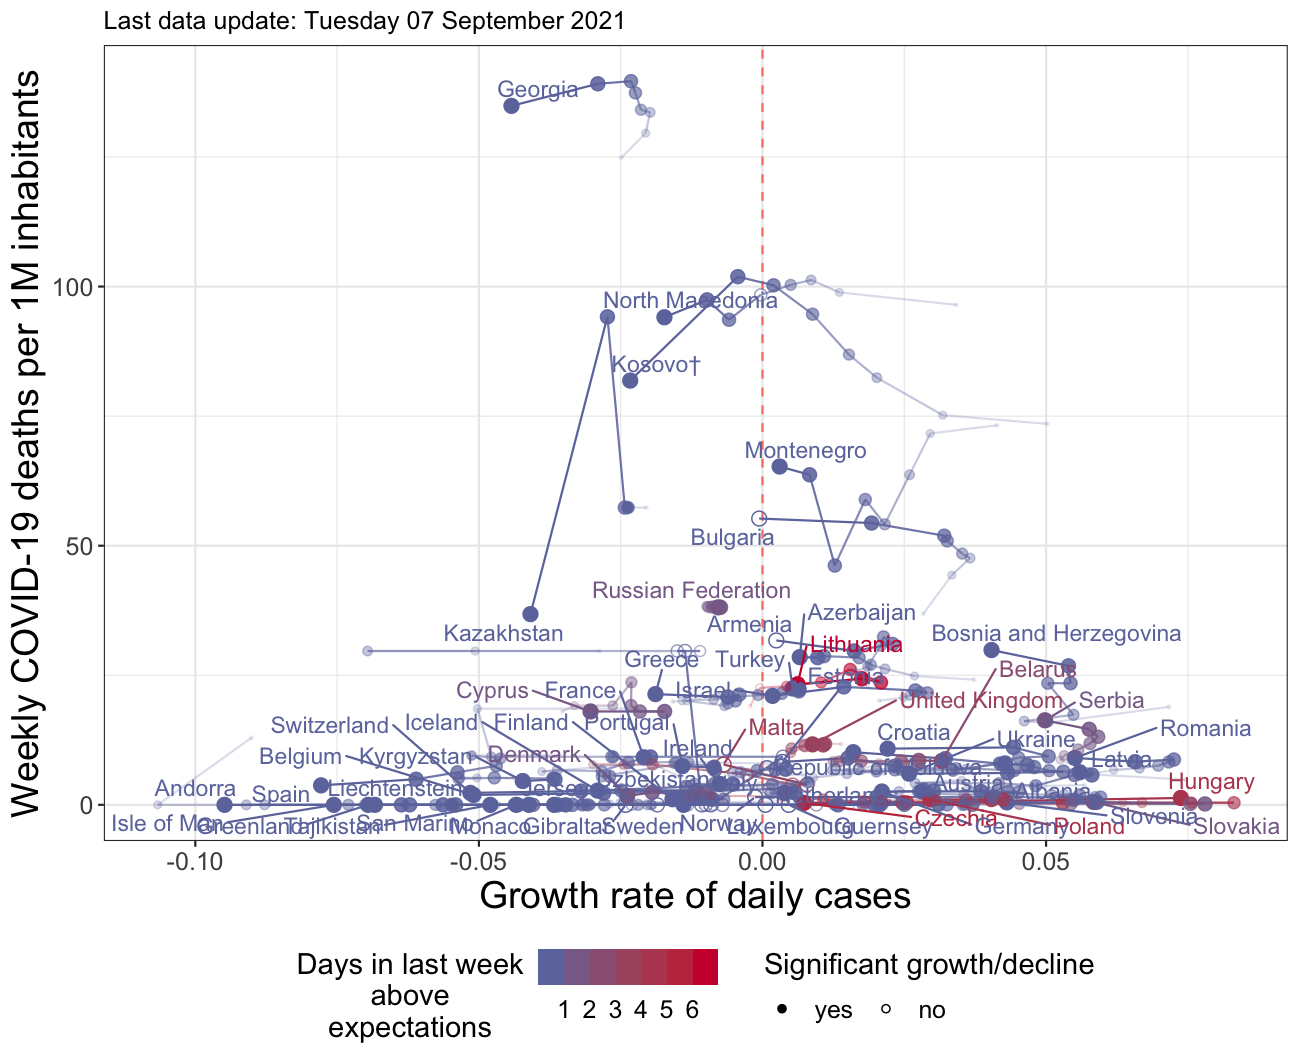 Last data update: Tuesday 07 September 2021
Weekly COVID-19 deaths per 1M inhabitants
Georgia
100
North Macedonia
Kosovo†
Montenegro
50
Bulgaria
Russian Federation
Azerbaijan
Armenia
Kazakhstan
Lithuania
Bosnia and Herzegovina
Greece
Turkey
Estonia
Belarus
Cyprus
France
Israel
United Kingdom
Serbia
Switzerland
Iceland
Finland
Portugal
Malta
Croatia
Ukraine
Romania
Belgium
Kyrgyzstan
Denmark
Ireland
Republic of Moldova
Latvia
Andorra
Spain
Liechtenstein
Jersey
Uzbekistan
Austria
Albania
Hungary
0
Isle of Man
Greenland
Tajikistan
San Marino
Monaco
Gibraltar
Sweden
Norway
Luxembourg
Guernsey
Czechia
Germany
Poland
Slovenia
Slovakia
-0.10
-0.05
0.00
0.05
Growth rate of daily cases
Days in last week
above
expectations
1 2 3 4 5 6
Significant growth/decline
yes
no